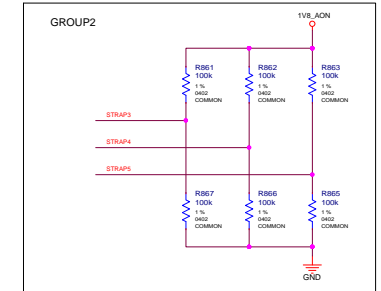 GROUP2
1V8_AON
R861
100k
1 %
0402
COMMON
R862
100k
1 %
0402
COMMON
R863
100k
1 %
0402
COMMON
STRAP3
STRAP4
STRAP5
R867
100k
1 %
0402
COMMON
R866
100k
1 %
0402
COMMON
R865
100k
1 %
0402
COMMON
GND